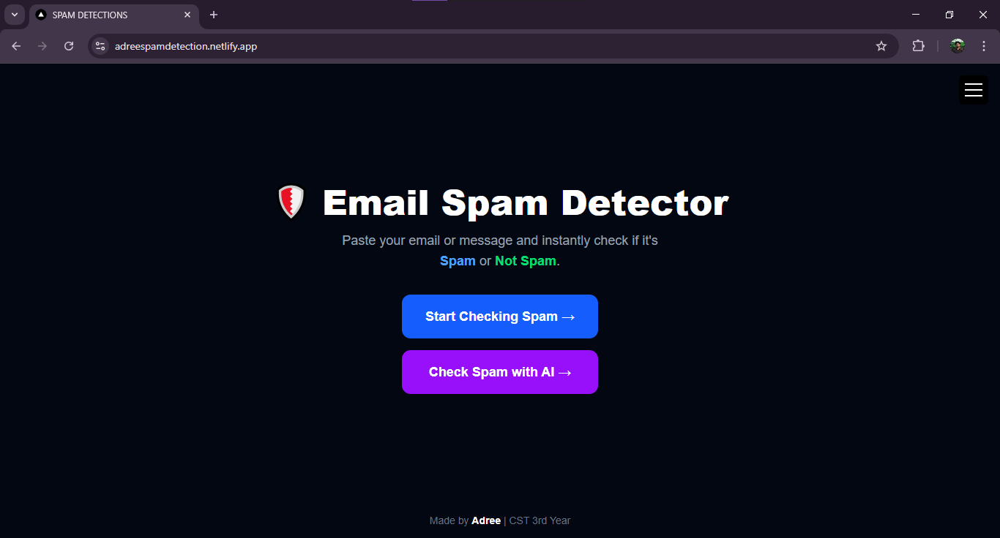 SPAM DETECTIONS
adreespamdetection.netlify.app
Email Spam Detector
Paste your email or message and instantly check if it's
Spam or Not Spam.
Start Checking Spam →
Check Spam with AI →
Made by Adree | CST 3rd Year